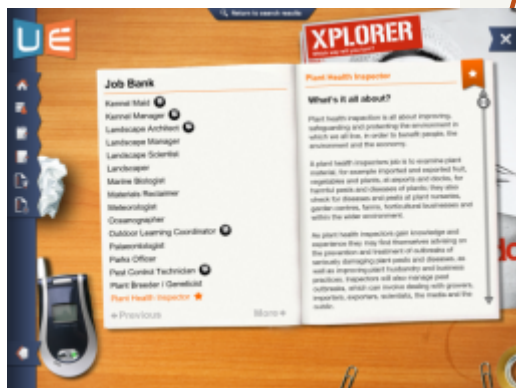 Return to search results
UE
XPLORER
Job Bank
Kennel Maid
Kennel Manager
Landscape Architect
Landscape Manager
Landscape Scientist
Landscaper
Marine Biologist
Materials Reclaimer
Meteorologist
Oceanographer
Outdoor Learning Coordinator
Palaeontologist
Parks Officer
Pest Control Technician
Plant Breeder / Geneticist
Plant Health Inspector
Previous
More
Plant Health Inspector
What's it all about?
Plant health inspection is all about improving,
safeguarding and protecting the environment in
which we all live, in order to benefit people, the
environment and the economy.
A plant health inspectors job is to examine plant
material, for example imported and exported fruit,
vegetables and plants, at airports and docks, for
harmful pests and diseases of plants; they also
check for diseases and pests at plant nurseries,
garden centres, farms, horticultural businesses and
within the wider environment.
As plant health inspectors gain knowledge and
experience they may find themselves advising on
the prevention and treatment of outbreaks of
seriously damaging plant pests and diseases, as
well as improving plant husbandry and business
practices. Inspectors will also manage pest
outbreaks, which can involve dealing with growers,
importers, exporters, scientists, the media and the
public.